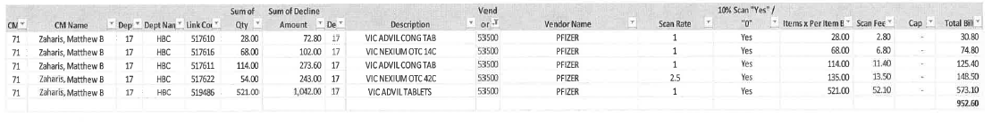 Sum of Sum of Decline Vend 10% Scan "Yes" /
CM CM Name Dep Dept Nan Link Cou Qty Amount De Description or Vendor Name Scan Rate "0" Items x Per Item B Scan Fee Cap Total Bill
71 Zaharis, Matthew B 17 HBC 517610 28.00 72.80 17 VIC ADVIL CONG TAB 53500 PFIZER 1 Yes 28.00 2.80 - 30.80
71 Zaharis, Matthew B 17 HBC 517616 68.00 102.00 17 VIC NEXIUM OTC 14C 53500 PFIZER 1 Yes 68.00 6.80 - 74.80
71 Zaharis, Matthew B 17 HBC 517611 114.00 273.60 17 VIC ADVIL CONG TAB 53500 PFIZER 1 Yes 114.00 11.40 - 125.40
71 Zaharis, Matthew B 17 HBC 517622 54.00 243.00 17 VIC NEXIUM OTC 42C 53500 PFIZER 2.5 Yes 135.00 13.50 - 148.50
71 Zaharis, Matthew B 17 HBC 519486 521.00 1,042.00 17 VIC ADVIL TABLETS 53500 PFIZER 1 Yes 521.00 52.10 - 573.10
952.60